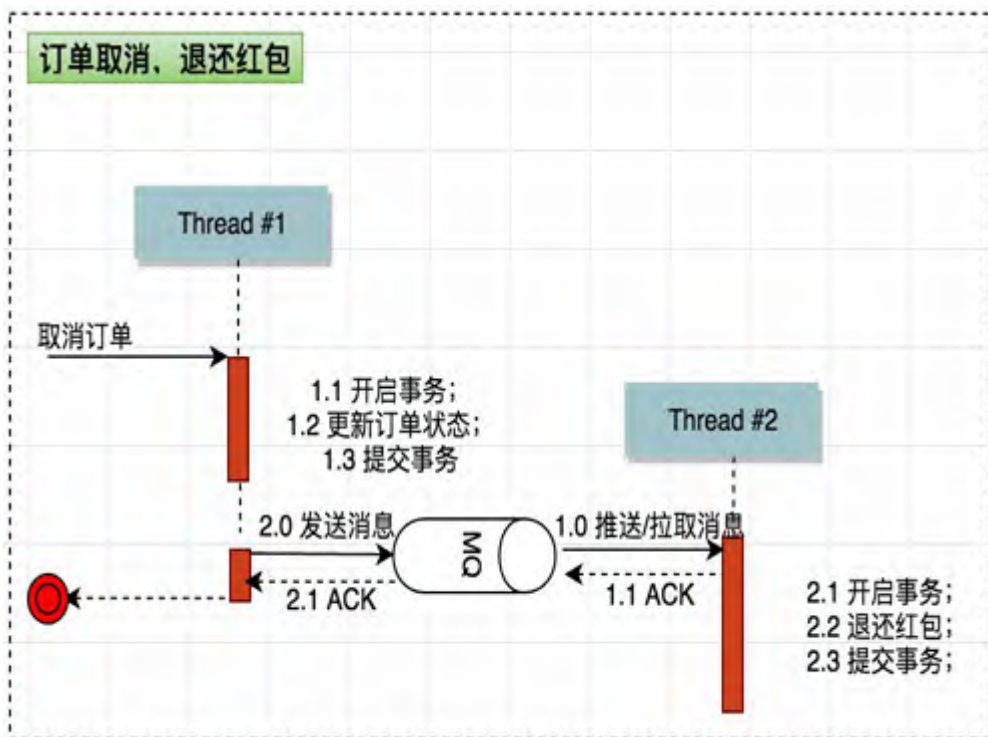 订单取消、退还红包
Thread #1
取消订单
1.1 开启事务；
1.2 更新订单状态；
1.3 提交事务
Thread #2
2.0 发送消息
MQ
1.0 推送/拉取消息
2.1 ACK
1.1 ACK
2.1 开启事务；
2.2 退还红包；
2.3 提交事务；